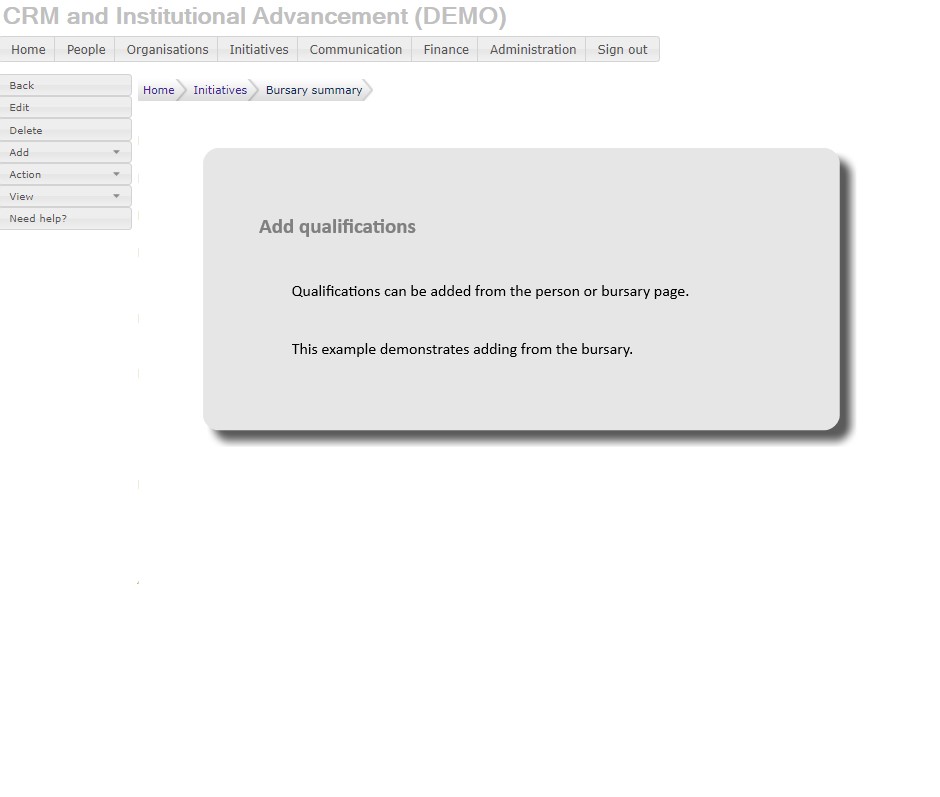 CRM and Institutional Advancement (DEMO)
Home People Organisations Initiatives Communication Finance Administration Sign out
Back
Edit
Delete
Add
Action
View
Need help?
Home Initiatives Bursary summary
Add qualifications
Qualifications can be added from the person or bursary page.
This example demonstrates adding from the bursary.